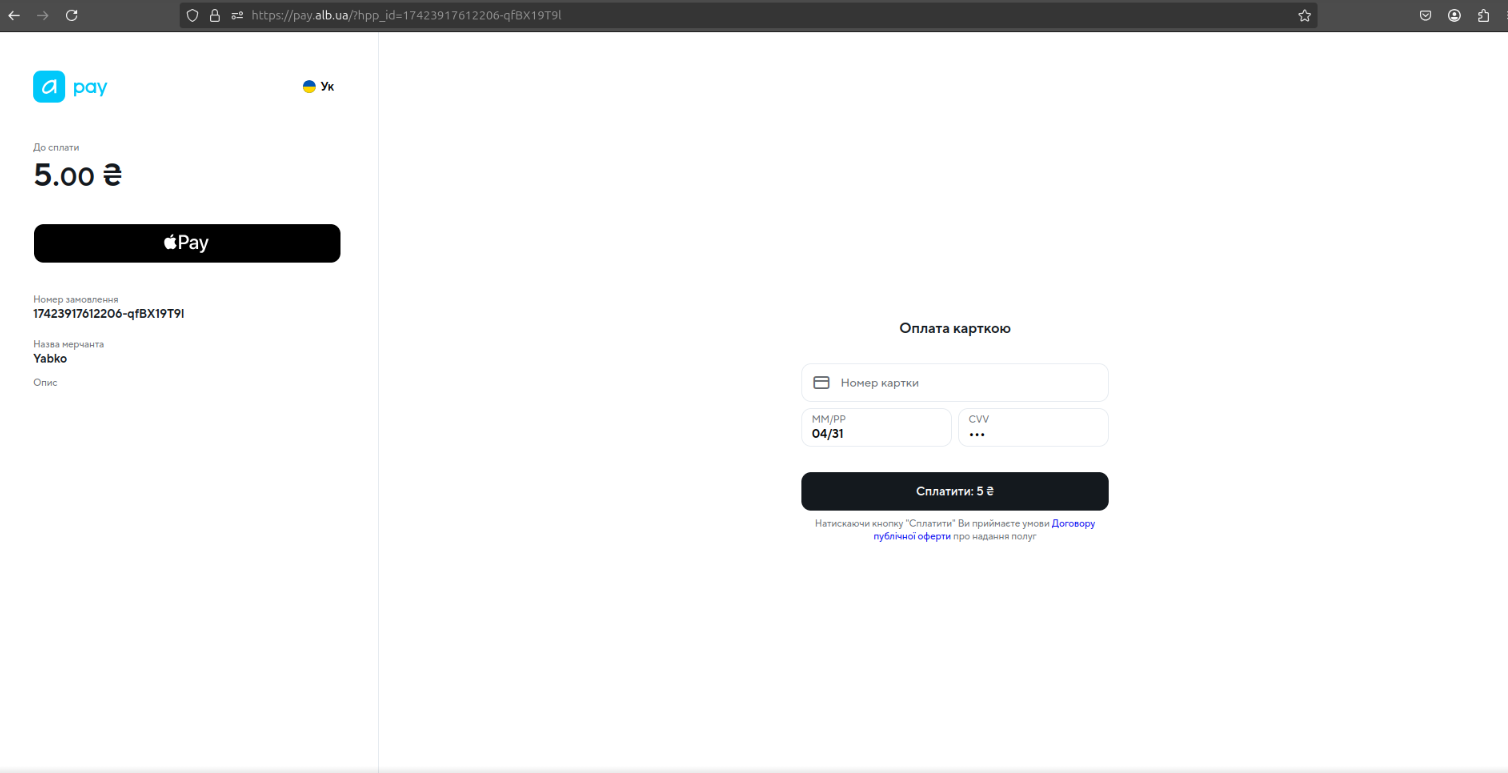 https://pay.alb.ua/?hpp_id=17423917612206-qfBX19T9l
a pay
Ук
До сплати
5.00 ₴
Pay
Номер замовлення
17423917612206-qfBX19T9l
Назва мерчанта
Yabko
Опис
Оплата карткою
Номер картки
ММ/РР
04/31
CVV
•••
Сплатити: 5 ₴
Натискаючи кнопку "Сплатити" Ви приймаєте умови Договору
публічної оферти про надання полуг